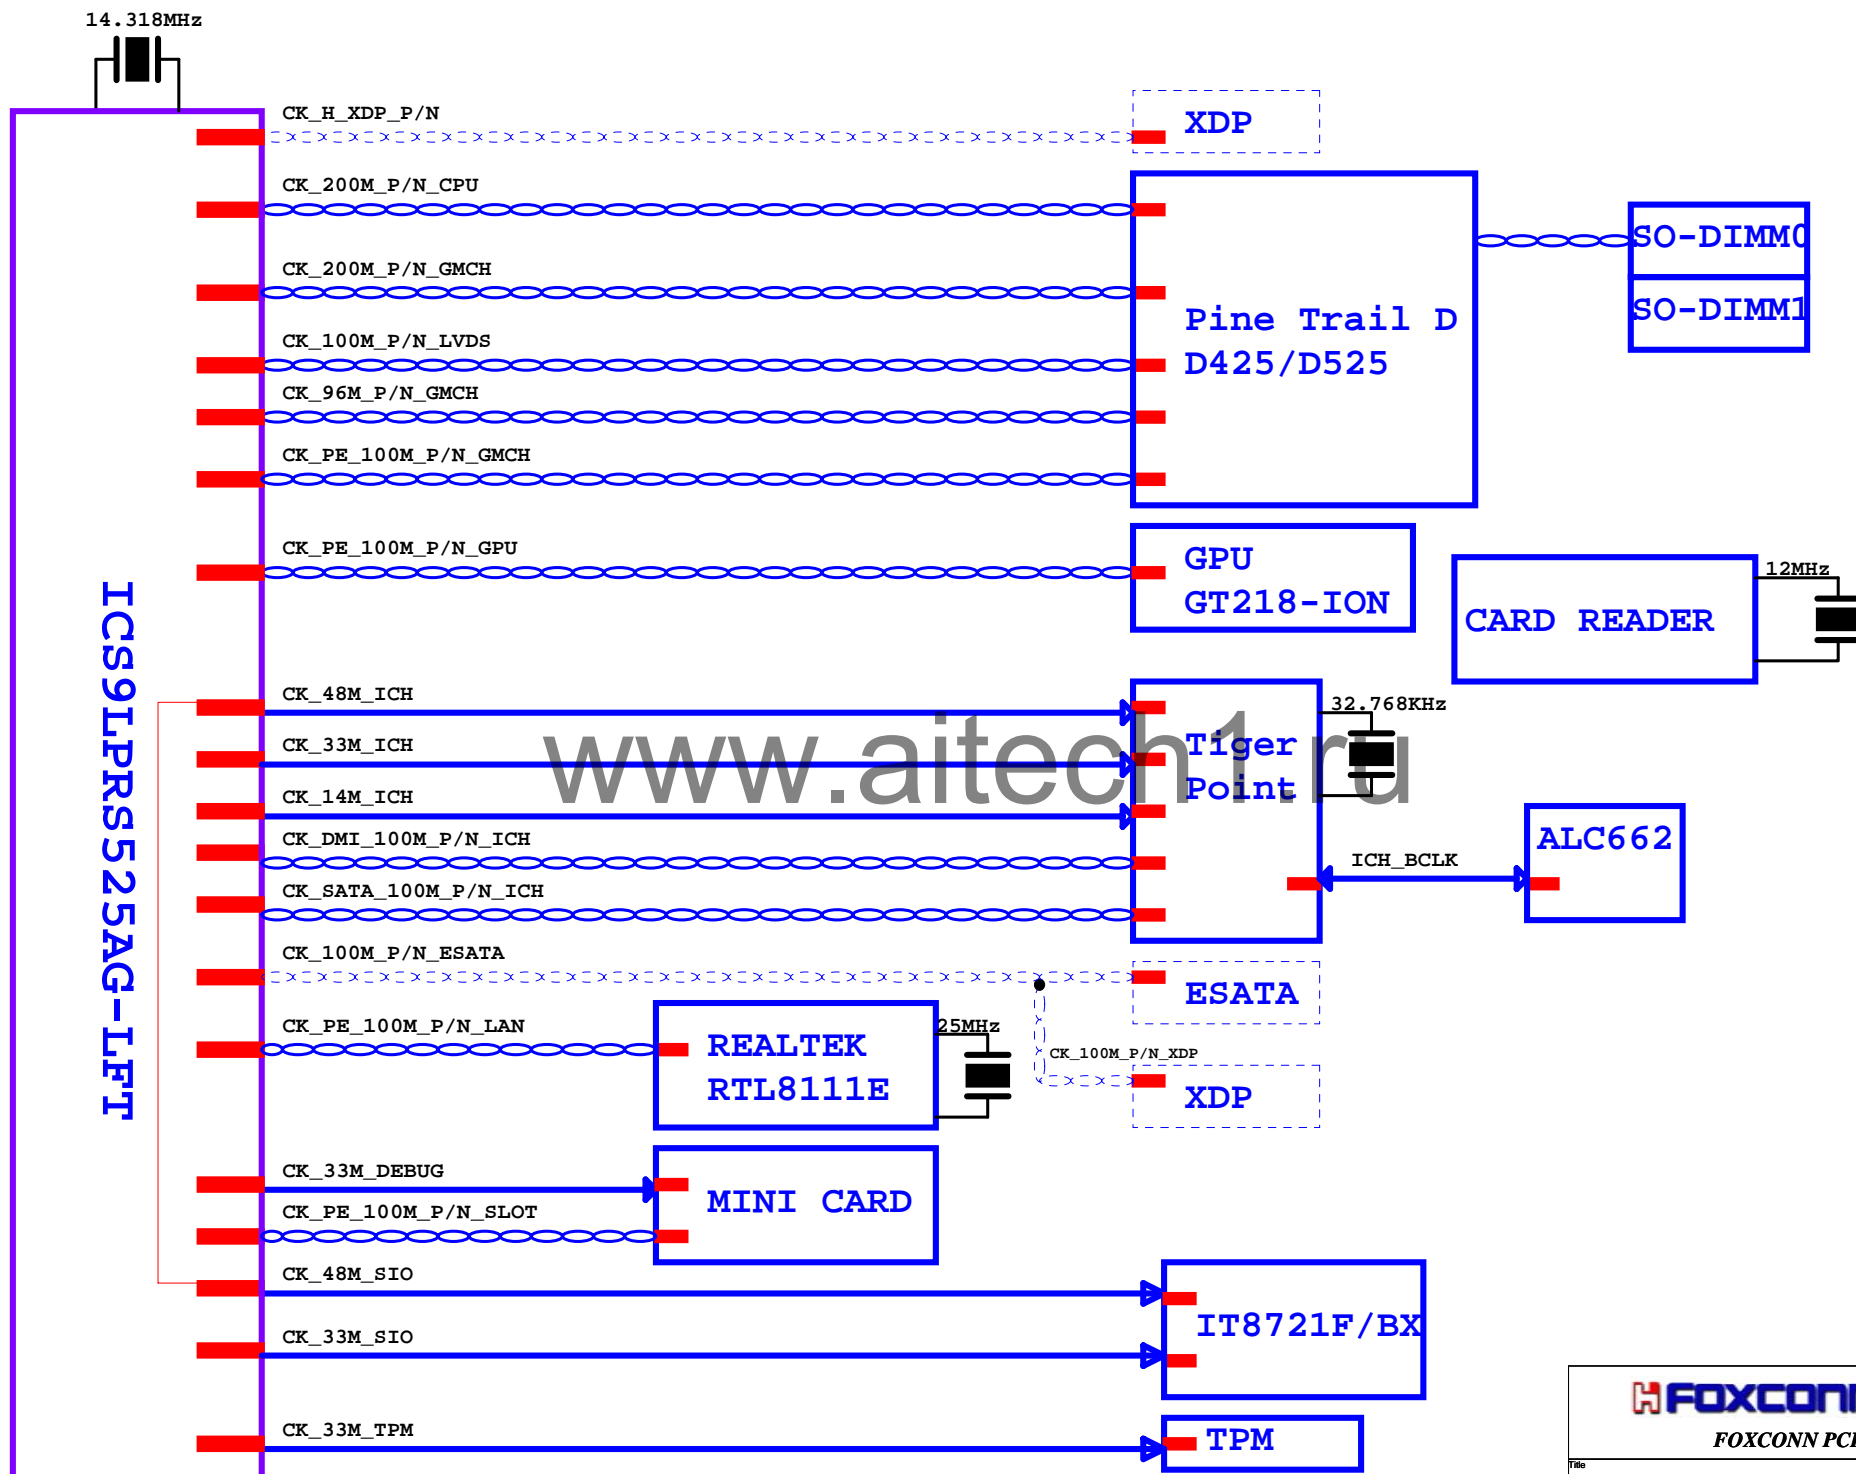 14.318MHz
CK_H_XDP_P/N
XDP
CK_200M_P/N_CPU
SO-DIMM0
CK_200M_P/N_GMCH
SO-DIMM1
Pine Trail D
D425/D525
CK_100M_P/N_LVDS
CK_96M_P/N_GMCH
CK_PE_100M_P/N_GMCH
CK_PE_100M_P/N_GPU
GPU
GT218-ION
12MHz
CARD READER
ICS9LPRS525AG-LFT
CK_48M_ICH
32.768KHz
CK_33M_ICH
Tiger
Point
www.aitech1.ru
CK_14M_ICH
CK_DMI_100M_P/N_ICH
ALC662
ICH_BCLK
CK_SATA_100M_P/N_ICH
CK_100M_P/N_ESATA
ESATA
CK_PE_100M_P/N_LAN
25MHz
REALTEK
RTL8111E
CK_100M_P/N_XDP
XDP
CK_33M_DEBUG
MINI CARD
CK_PE_100M_P/N_SLOT
CK_48M_SIO
IT8721F/BX
CK_33M_SIO
FOXCONN
FOXCONN PCE
CK_33M_TPM
TPM
Title